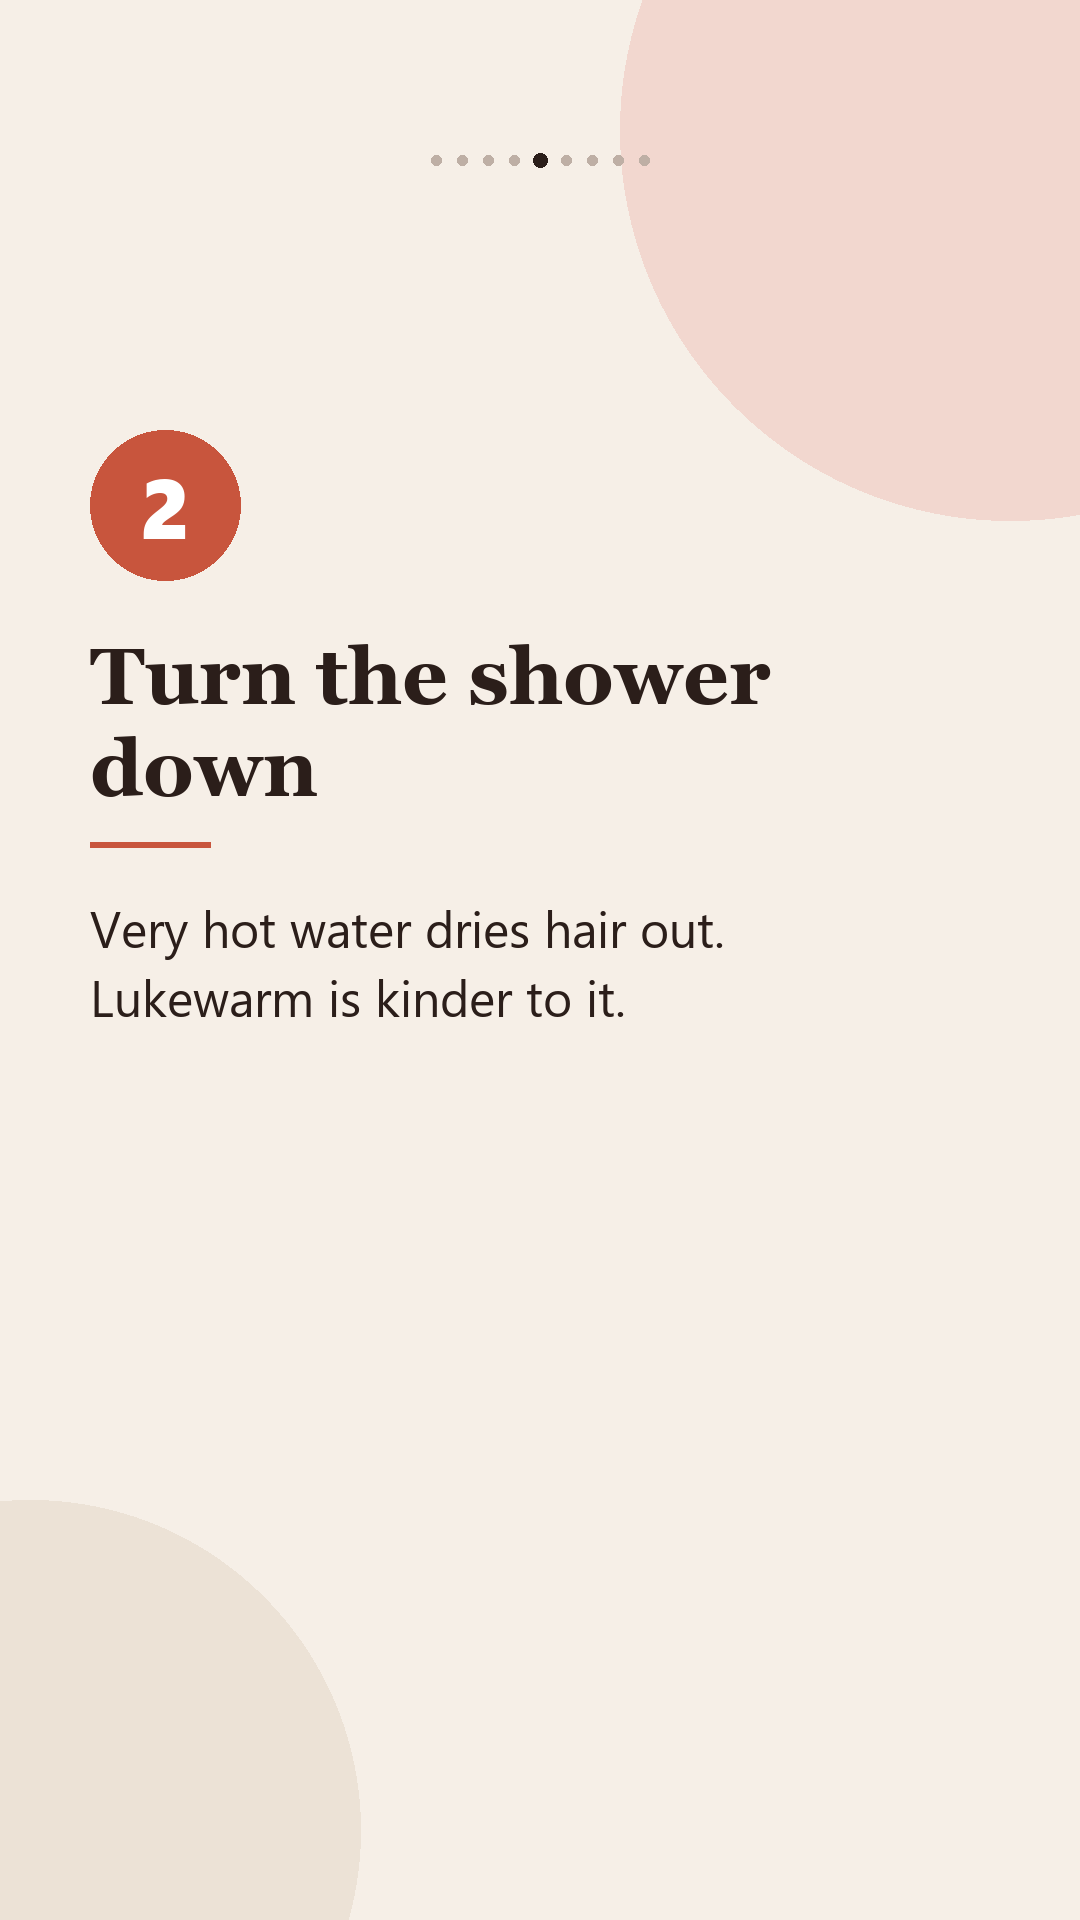 2
Turn the shower
down
Very hot water dries hair out.
Lukewarm is kinder to it.